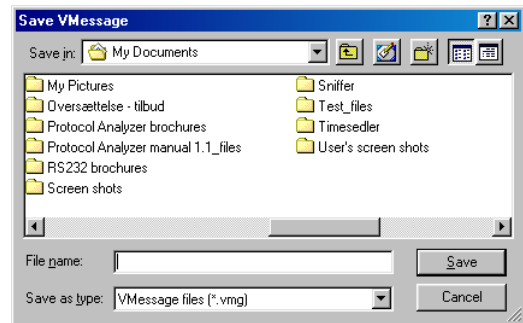 Save VMessage
Save in: My Documents
My Pictures
Oversættelse - tilbud
Protocol Analyzer brochures
Protocol Analyzer manual 1.1_files
RS232 brochures
Screen shots
Sniffer
Test_files
Timesedler
User's screen shots
File name:
Save
Save as type: VMessage files (*.vmg)
Cancel